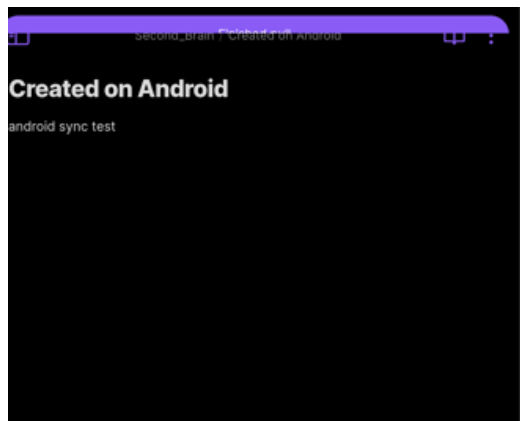 Second_Brain / Created on Android
Created on Android
android sync test